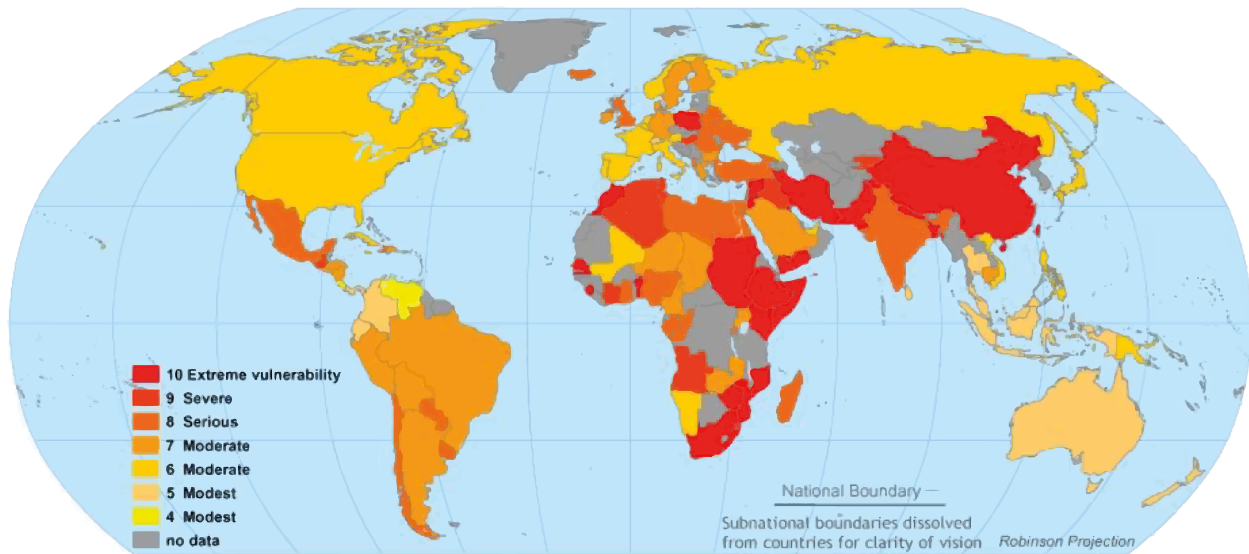 10 Extreme vulnerability
9 Severe
8 Serious
7 Moderate
6 Moderate
5 Modest
4 Modest
no data
National Boundary —
Subnational boundaries dissolved
from countries for clarity of vision
Robinson Projection